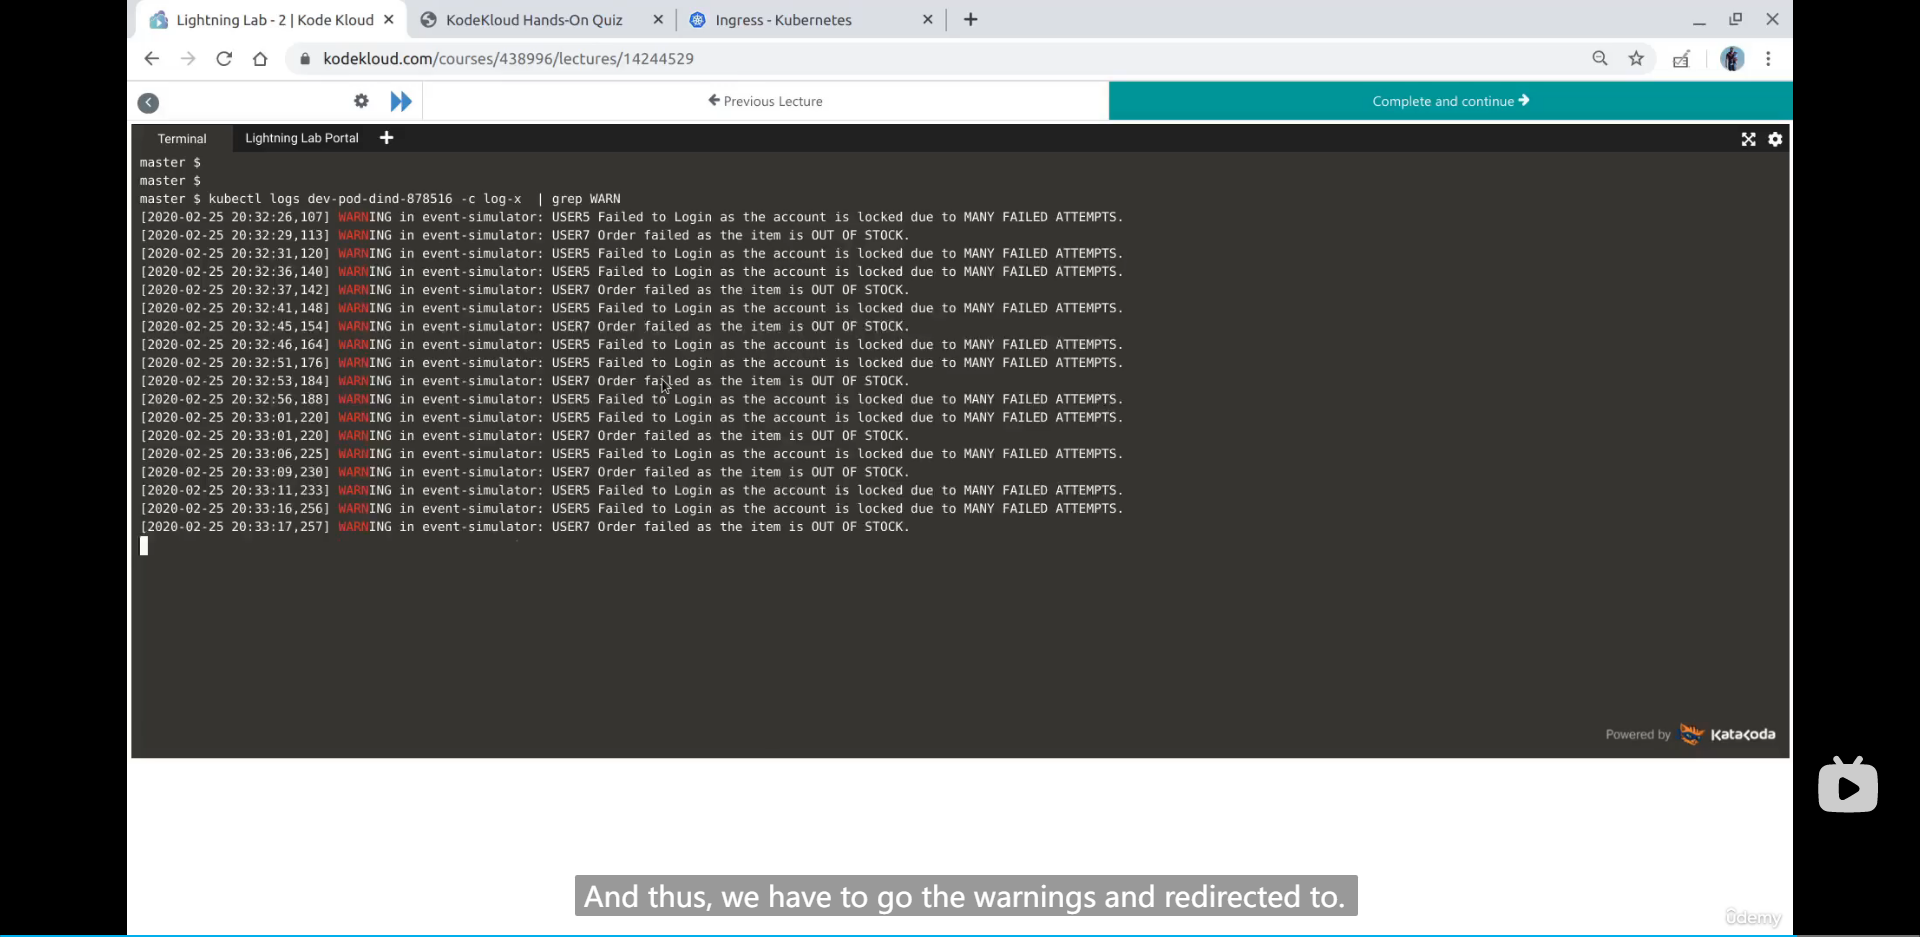 Lightning Lab - 2 | Kode Kloud
KodeKloud Hands-On Quiz
Ingress - Kubernetes
kodekloud.com/courses/438996/lectures/14244529
Previous Lecture
Complete and continue
Terminal
Lightning Lab Portal
master $
master $
master $ kubectl logs dev-pod-dind-878516 -c log-x  | grep WARN
[2020-02-25 20:32:26,107] WARNING in event-simulator: USER5 Failed to Login as the account is locked due to MANY FAILED ATTEMPTS.
[2020-02-25 20:32:29,113] WARNING in event-simulator: USER7 Order failed as the item is OUT OF STOCK.
[2020-02-25 20:32:31,120] WARNING in event-simulator: USER5 Failed to Login as the account is locked due to MANY FAILED ATTEMPTS.
[2020-02-25 20:32:36,140] WARNING in event-simulator: USER5 Failed to Login as the account is locked due to MANY FAILED ATTEMPTS.
[2020-02-25 20:32:37,142] WARNING in event-simulator: USER7 Order failed as the item is OUT OF STOCK.
[2020-02-25 20:32:41,148] WARNING in event-simulator: USER5 Failed to Login as the account is locked due to MANY FAILED ATTEMPTS.
[2020-02-25 20:32:45,154] WARNING in event-simulator: USER7 Order failed as the item is OUT OF STOCK.
[2020-02-25 20:32:46,164] WARNING in event-simulator: USER5 Failed to Login as the account is locked due to MANY FAILED ATTEMPTS.
[2020-02-25 20:32:51,176] WARNING in event-simulator: USER5 Failed to Login as the account is locked due to MANY FAILED ATTEMPTS.
[2020-02-25 20:32:53,184] WARNING in event-simulator: USER7 Order failed as the item is OUT OF STOCK.
[2020-02-25 20:32:56,188] WARNING in event-simulator: USER5 Failed to Login as the account is locked due to MANY FAILED ATTEMPTS.
[2020-02-25 20:33:01,220] WARNING in event-simulator: USER5 Failed to Login as the account is locked due to MANY FAILED ATTEMPTS.
[2020-02-25 20:33:01,220] WARNING in event-simulator: USER7 Order failed as the item is OUT OF STOCK.
[2020-02-25 20:33:06,225] WARNING in event-simulator: USER5 Failed to Login as the account is locked due to MANY FAILED ATTEMPTS.
[2020-02-25 20:33:09,230] WARNING in event-simulator: USER7 Order failed as the item is OUT OF STOCK.
[2020-02-25 20:33:11,233] WARNING in event-simulator: USER5 Failed to Login as the account is locked due to MANY FAILED ATTEMPTS.
[2020-02-25 20:33:16,256] WARNING in event-simulator: USER5 Failed to Login as the account is locked due to MANY FAILED ATTEMPTS.
[2020-02-25 20:33:17,257] WARNING in event-simulator: USER7 Order failed as the item is OUT OF STOCK.
Powered by Katacoda
And thus, we have to go the warnings and redirected to.
ûdemy